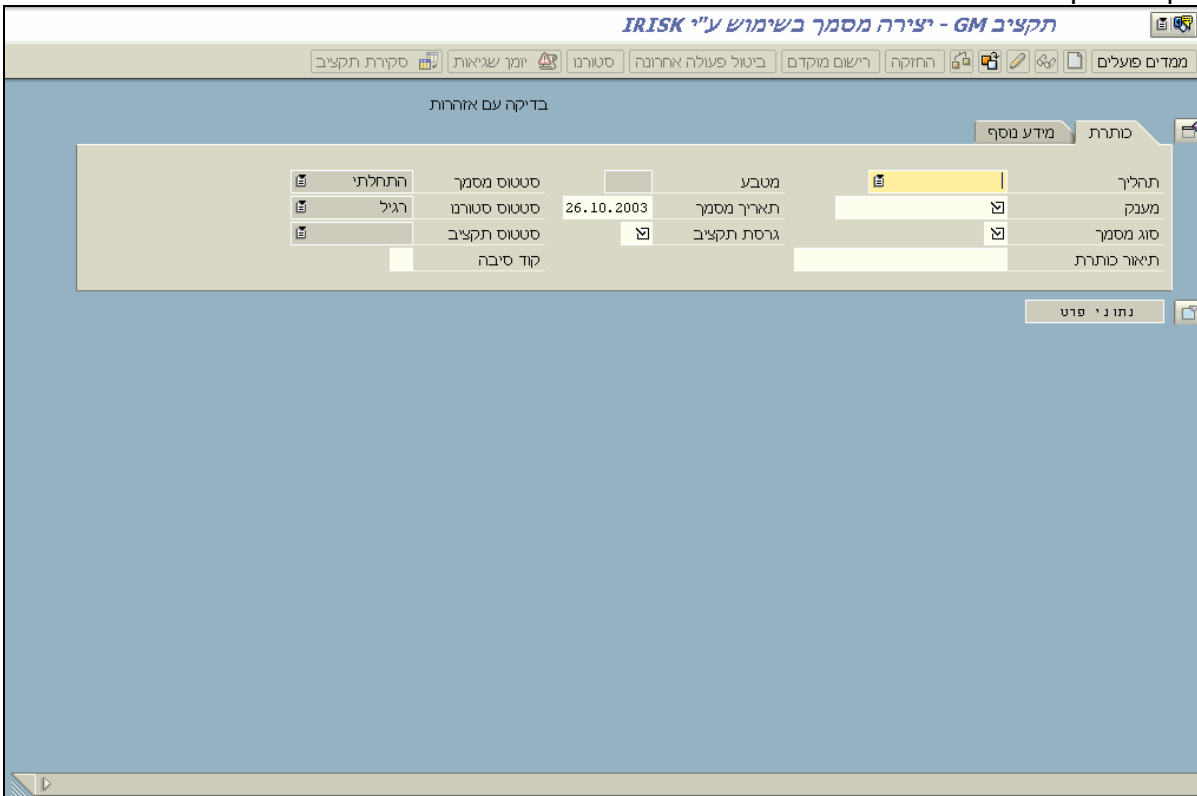 תקציב GM - יצירה מסמך בשימוש ע"י IRISK
ממדים פועלים החזקה רישום מוקדם ביטול פעולה אחרונה סטורנו יומן שגיאות סקירת תקציב
בדיקה עם אזהרות
כותרת מידע נוסף
תהליך מטבע סטטוס מסמך התחלתי
מענק תאריך מסמך 26.10.2003 סטטוס סטורנו רגיל
סוג מסמך גרסת תקציב סטטוס תקציב
תיאור כותרת קוד סיבה
נתוני פרט